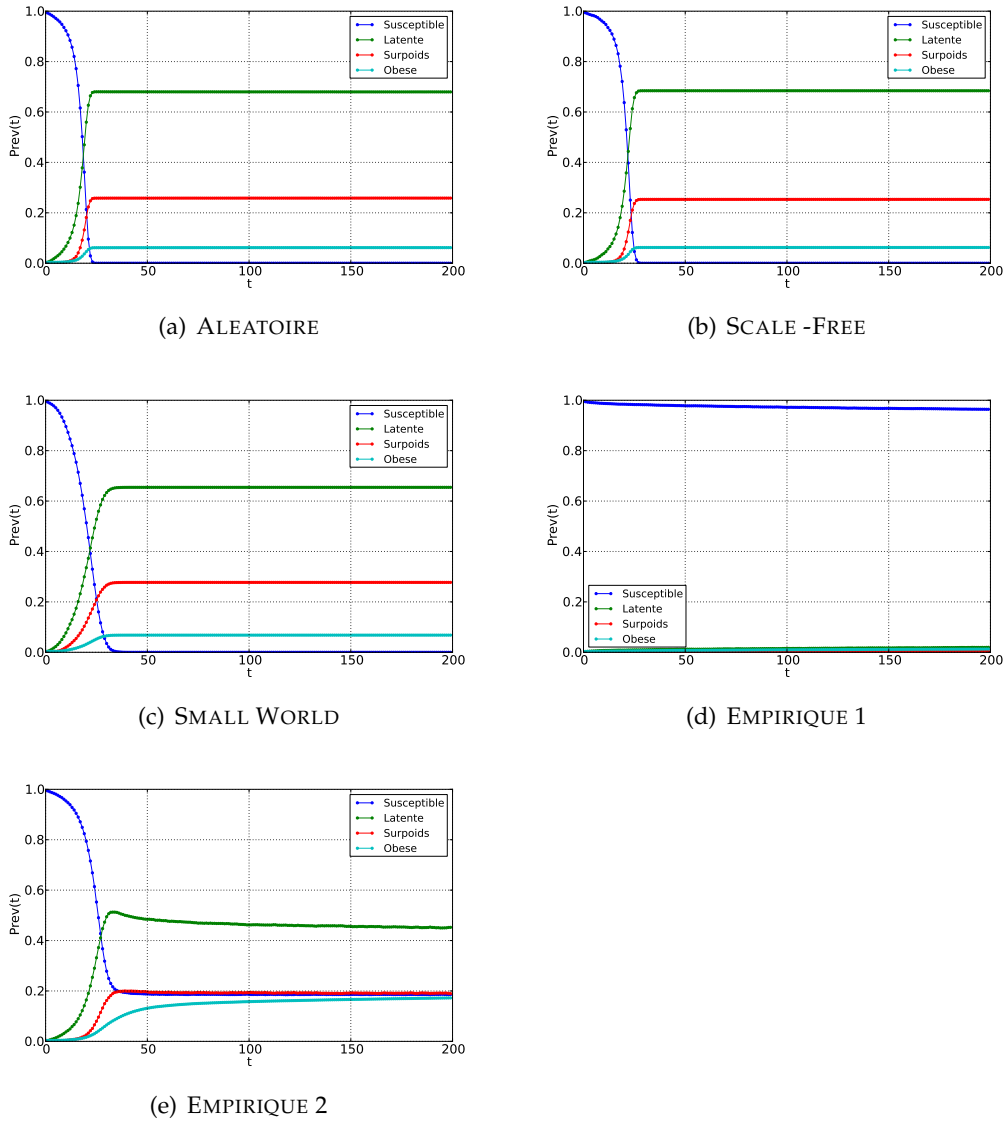 1.0
0.8
0.6
0.4
0.2
0.0
Prev(t)
0 50 100 150 200
t
Susceptible
Latente
Surpoids
Obese
(a) ALEATOIRE
1.0
0.8
0.6
0.4
0.2
0.0
Prev(t)
0 50 100 150 200
t
Susceptible
Latente
Surpoids
Obese
(b) SCALE -FREE
1.0
0.8
0.6
0.4
0.2
0.0
Prev(t)
0 50 100 150 200
t
Susceptible
Latente
Surpoids
Obese
(c) SMALL WORLD
1.0
0.8
0.6
0.4
0.2
0.0
Prev(t)
0 50 100 150 200
t
Susceptible
Latente
Surpoids
Obese
(d) EMPIRIQUE 1
1.0
0.8
0.6
0.4
0.2
0.0
Prev(t)
0 50 100 150 200
t
Susceptible
Latente
Surpoids
Obese
(e) EMPIRIQUE 2